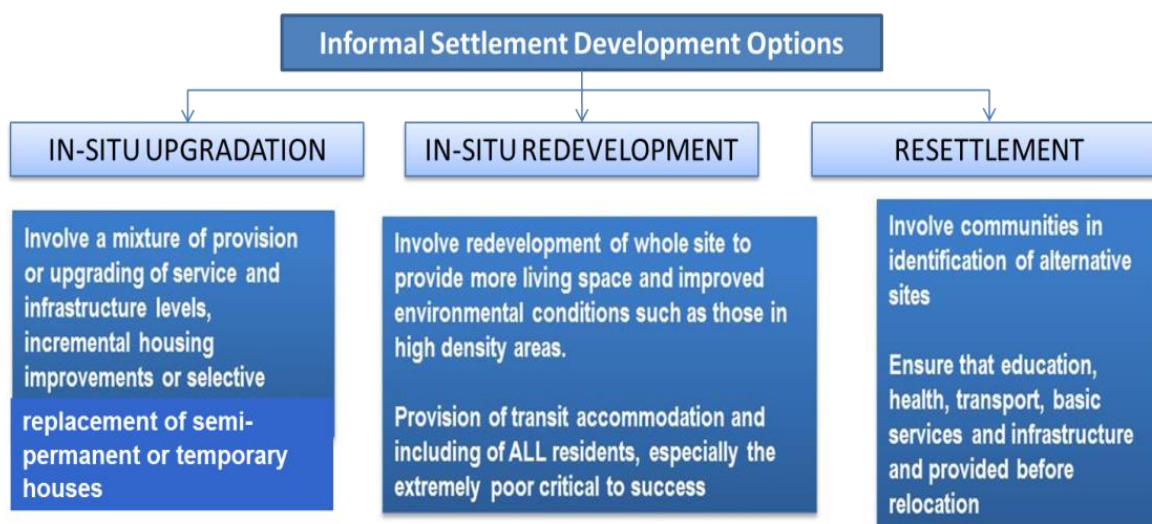 Informal Settlement Development Options
IN-SITU UPGRADATION
Involve a mixture of provision
or upgrading of service and
infrastructure levels,
incremental housing
improvements or selective
replacement of semi-
permanent or temporary
houses
IN-SITU REDEVELOPMENT
Involve redevelopment of whole site to
provide more living space and improved
environmental conditions such as those in
high density areas.
Provision of transit accommodation and
including of ALL residents, especially the
extremely poor critical to success
RESETTLEMENT
Involve communities in
identification of alternative
sites
Ensure that education,
health, transport, basic
services and infrastructure
and provided before
relocation